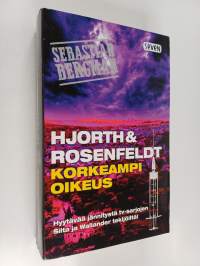 SEBASTIAN
BERGMAN
SEVEN
HJORTH &
ROSENFELDT
KORKEAMPI
OIKEUS
Hyytävää jännitystä tv-sarjojen
Silta ja Wallander tekijöiltä!